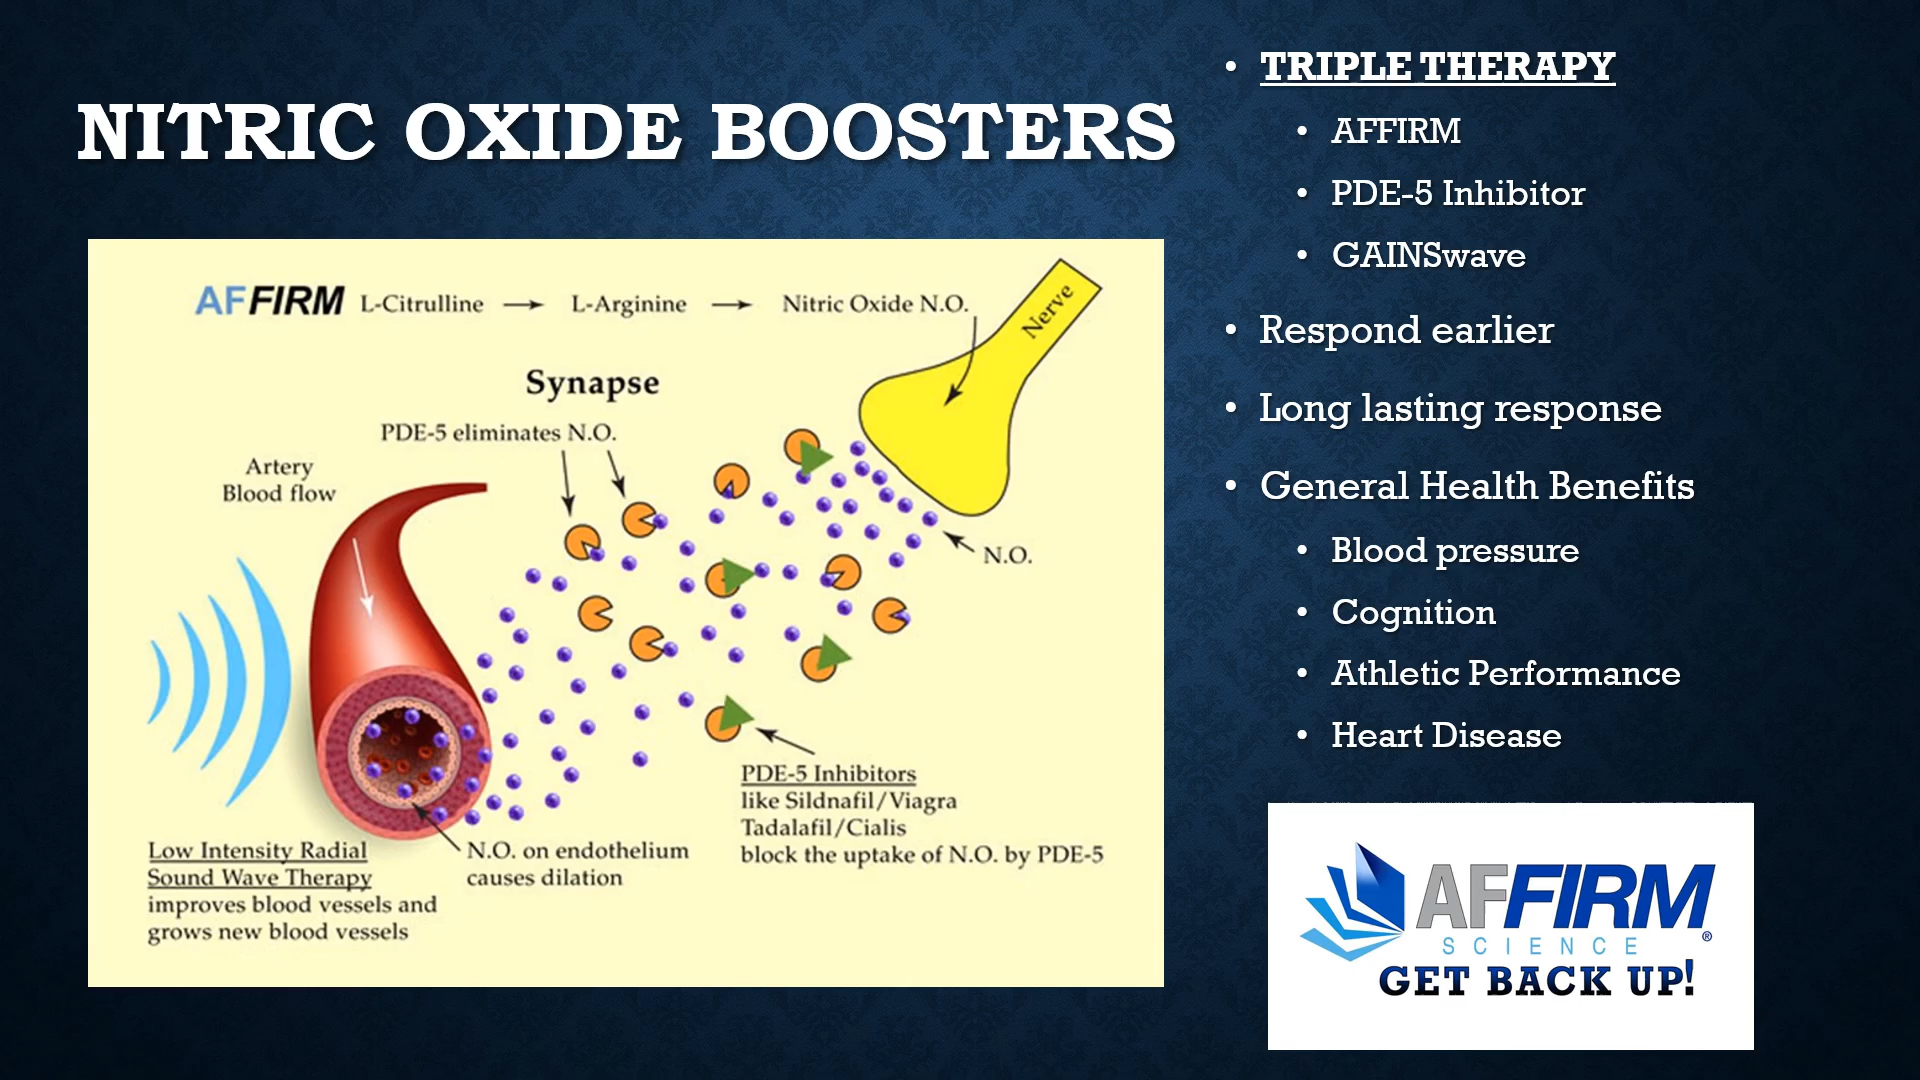 NITRIC OXIDE BOOSTERS
AFFIRM L-Citrulline → L-Arginine → Nitric Oxide N.O.
Nerve
Synapse
PDE-5 eliminates N.O.
Artery
Blood flow
N.O.
PDE-5 Inhibitors
like Sildnafil/Viagra
Tadalafil/Cialis
block the uptake of N.O. by PDE-5
N.O. on endothelium
causes dilation
Low Intensity Radial
Sound Wave Therapy
improves blood vessels and
grows new blood vessels
• TRIPLE THERAPY
• AFFIRM
• PDE-5 Inhibitor
• GAINSwave
• Respond earlier
• Long lasting response
• General Health Benefits
• Blood pressure
• Cognition
• Athletic Performance
• Heart Disease
AFFIRM®
SCIENCE
GET BACK UP!